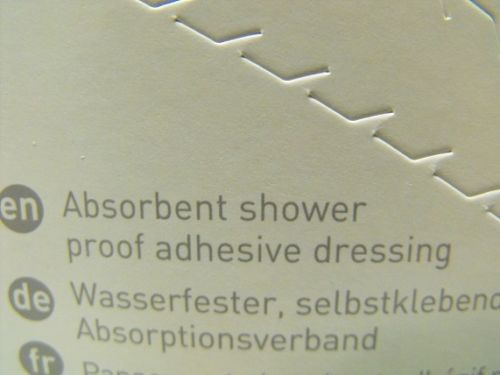 en Absorbent shower
proof adhesive dressing
de Wasserfester, selbstklebend
Absorptionsverband
fr